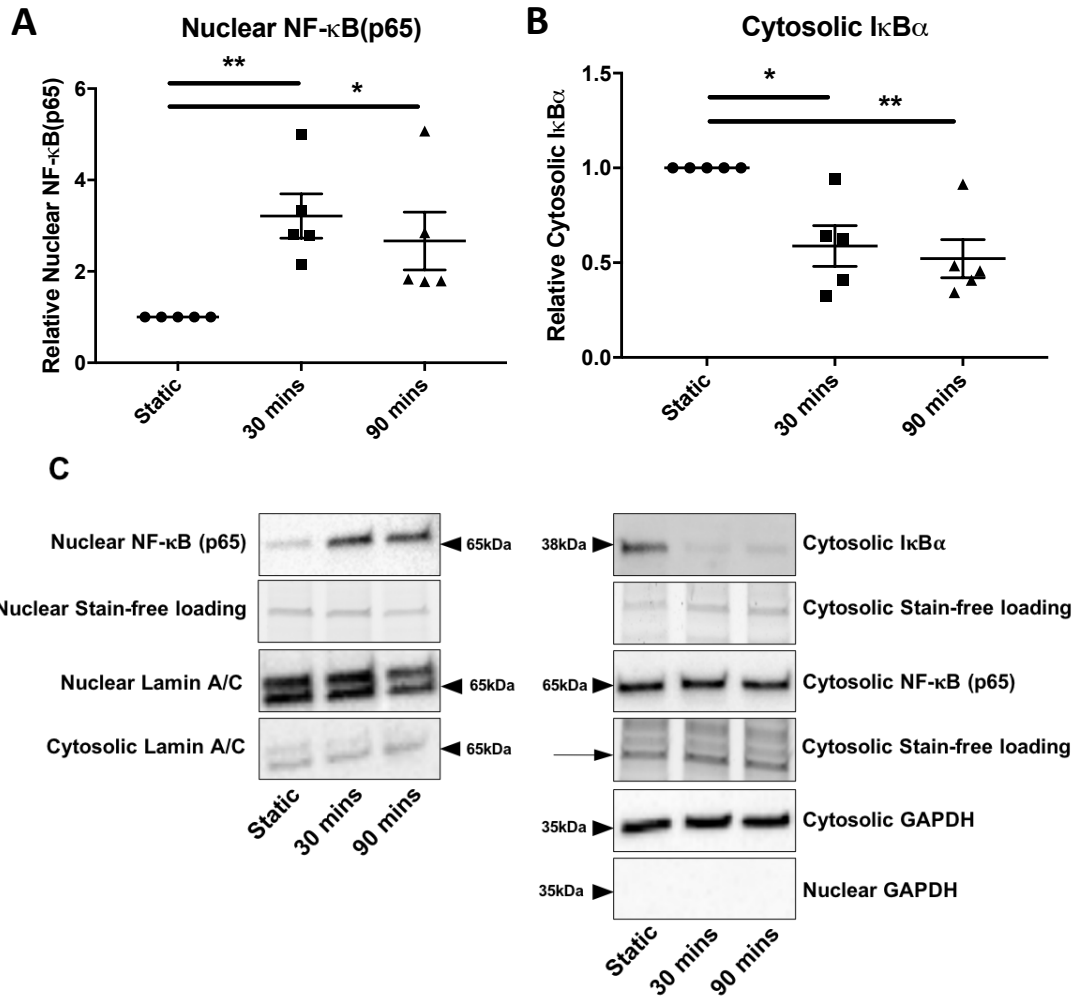 A
Nuclear NF-κB(p65)
Relative Nuclear NF-κB(p65)
6
4
2
0
**
*
Static
30 mins
90 mins
B
Cytosolic IκBα
Relative Cytosolic IκBα
1.5
1.0
0.5
0.0
*
**
Static
30 mins
90 mins
C
Nuclear NF-κB (p65)
65kDa
Nuclear Stain-free loading
Nuclear Lamin A/C
65kDa
Cytosolic Lamin A/C
65kDa
Static
30 mins
90 mins
38kDa
Cytosolic IκBα
Cytosolic Stain-free loading
65kDa
Cytosolic NF-κB (p65)
Cytosolic Stain-free loading
35kDa
Cytosolic GAPDH
35kDa
Nuclear GAPDH
Static
30 mins
90 mins